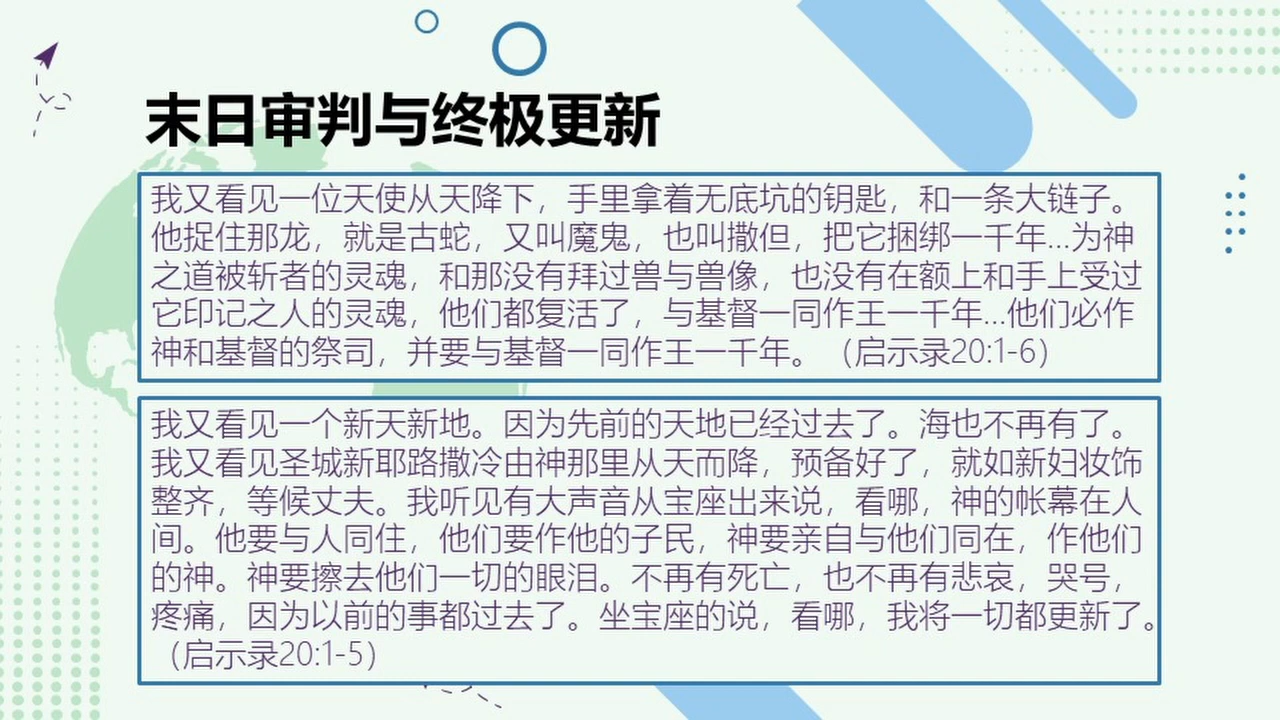 末日审判与终极更新
我又看见一位天使从天降下，手里拿着无底坑的钥匙，和一条大链子。
他捉住那龙，就是古蛇，又叫魔鬼，也叫撒但，把它捆绑一千年…为神
之道被斩者的灵魂，和那没有拜过兽与兽像，也没有在额上和手上受过
它印记之人的灵魂，他们都复活了，与基督一同作王一千年…他们必作
神和基督的祭司，并要与基督一同作王一千年。（启示录20:1-6）
我又看见一个新天新地。因为先前的天地已经过去了。海也不再有了。
我又看见圣城新耶路撒冷由神那里从天而降，预备好了，就如新妇妆饰
整齐，等候丈夫。我听见有大声音从宝座出来说，看哪，神的帐幕在人
间。他要与人同住，他们要作他的子民，神要亲自与他们同在，作他们
的神。神要擦去他们一切的眼泪。不再有死亡，也不再有悲哀，哭号，
疼痛，因为以前的事都过去了。坐宝座的说，看哪，我将一切都更新了。
（启示录20:1-5）